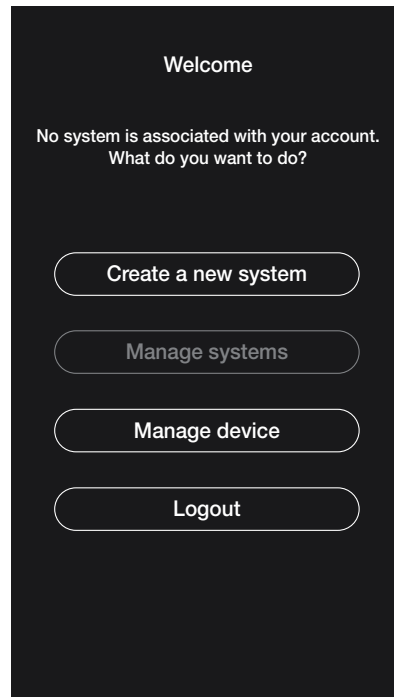 Welcome
No system is associated with your account.
What do you want to do?
Create a new system
Manage systems
Manage device
Logout